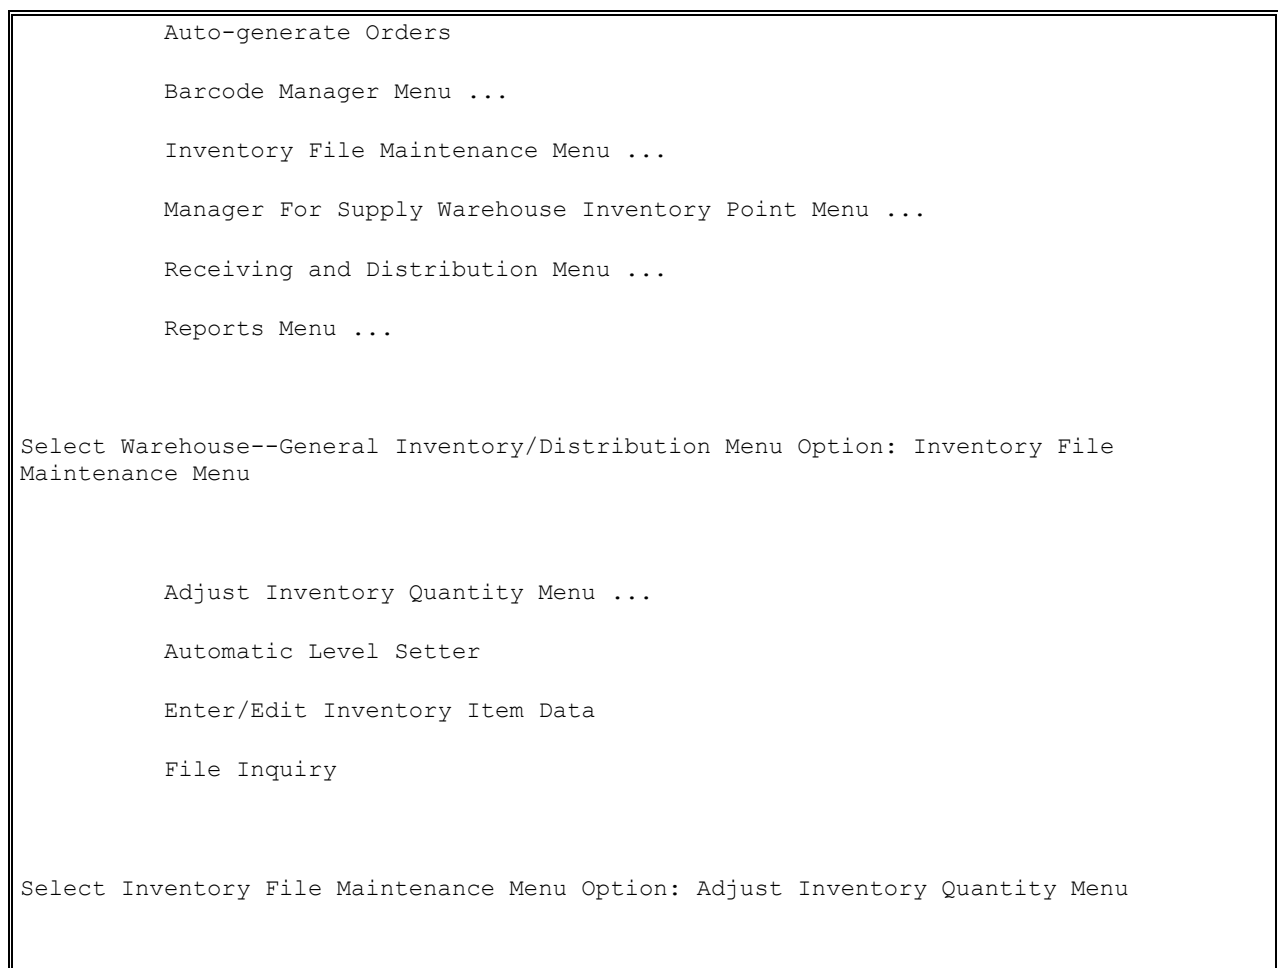 Auto-generate Orders
Barcode Manager Menu ...
Inventory File Maintenance Menu ...
Manager For Supply Warehouse Inventory Point Menu ...
Receiving and Distribution Menu ...
Reports Menu ...
Select Warehouse--General Inventory/Distribution Menu Option: Inventory File
Maintenance Menu
Adjust Inventory Quantity Menu ...
Automatic Level Setter
Enter/Edit Inventory Item Data
File Inquiry
Select Inventory File Maintenance Menu Option: Adjust Inventory Quantity Menu